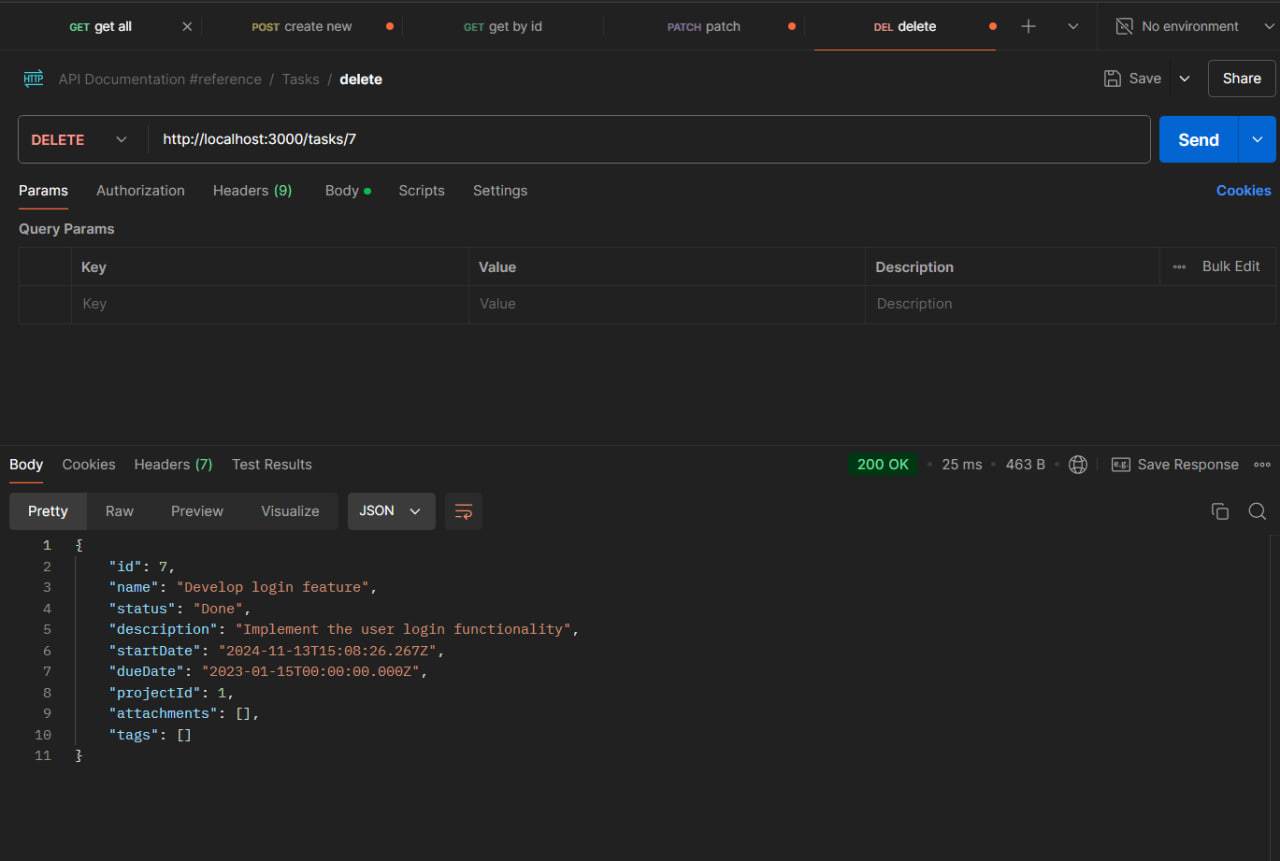 GET get all POST create new GET get by id PATCH patch DEL delete No environment
HTTP API Documentation #reference / Tasks / delete Save Share
DELETE http://localhost:3000/tasks/7 Send
Params Authorization Headers (9) Body Scripts Settings Cookies
Query Params
Key Value Description Bulk Edit
Key Value Description
Body Cookies Headers (7) Test Results 200 OK 25 ms 463 B e.g. Save Response
Pretty Raw Preview Visualize JSON
1 {
2 "id": 7,
3 "name": "Develop login feature",
4 "status": "Done",
5 "description": "Implement the user login functionality",
6 "startDate": "2024-11-13T15:08:26.267Z",
7 "dueDate": "2023-01-15T00:00:00.000Z",
8 "projectId": 1,
9 "attachments": [],
10 "tags": []
11 }